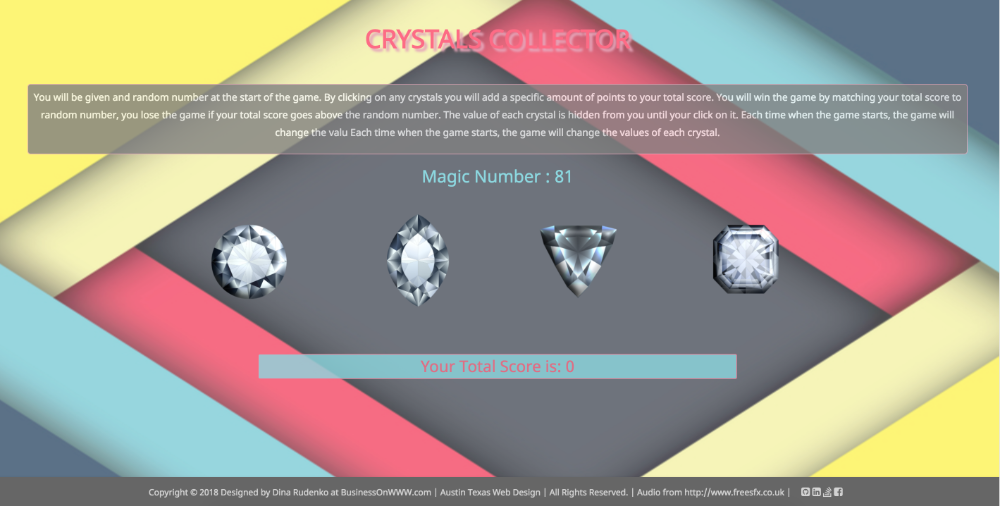 CRYSTALS COLLECTOR
You will be given and random number at the start of the game. By clicking on any crystals you will add a specific amount of points to your total score. You will win the game by matching your total score to
random number, you lose the game if your total score goes above the random number. The value of each crystal is hidden from you until your click on it. Each time when the game starts, the game will
change the valu Each time when the game starts, the game will change the values of each crystal.
Magic Number : 81
Your Total Score is: 0
Copyright © 2018 Designed by Dina Rudenko at BusinessOnWWW.com | Austin Texas Web Design | All Rights Reserved. | Audio from http://www.freesfx.co.uk |